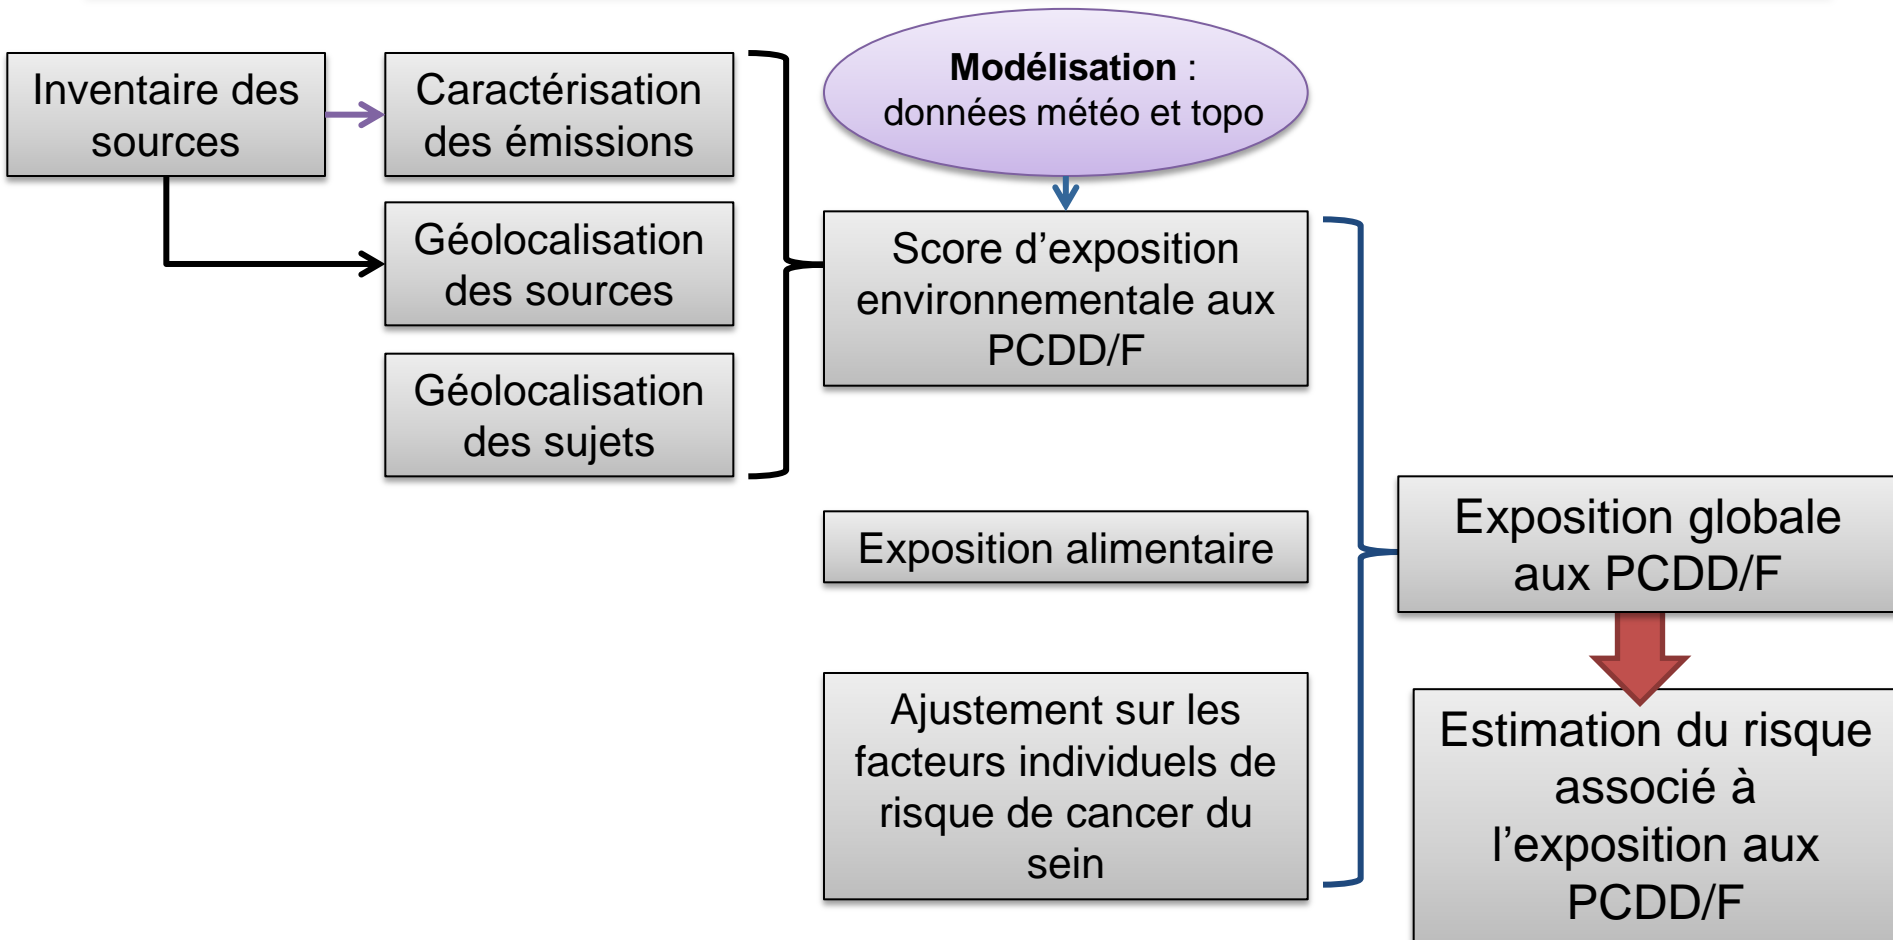 Inventaire des
sources
Caractérisation
des émissions
Géolocalisation
des sources
Géolocalisation
des sujets
Modélisation :
données météo et topo
Score d’exposition
environnementale aux
PCDD/F
Exposition alimentaire
Ajustement sur les
facteurs individuels de
risque de cancer du
sein
Exposition globale
aux PCDD/F
Estimation du risque
associé à
l’exposition aux
PCDD/F